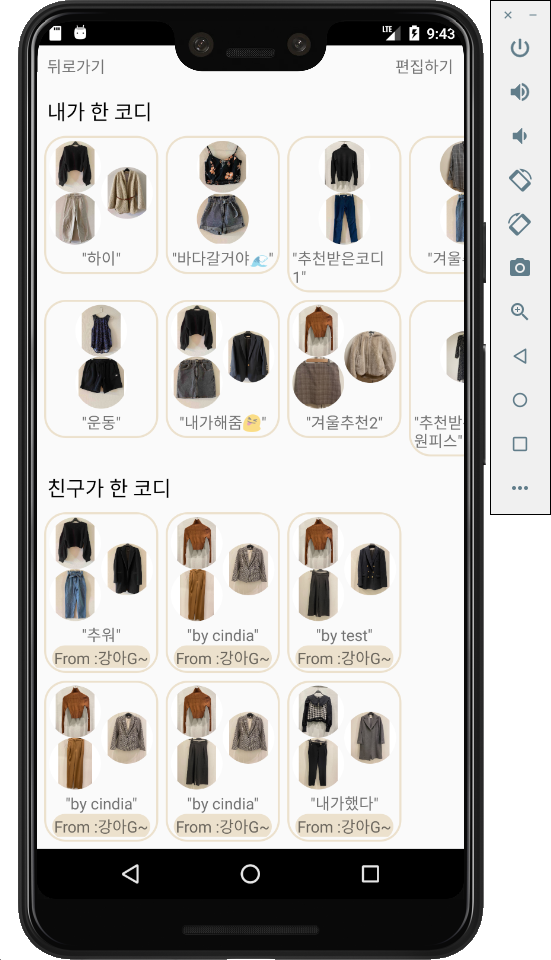 LTE 9:43
뒤로가기 편집하기
내가 한 코디
"하이" "바다갈거야🌊" "추천받은코디
1" "겨울
"운동" "내가해줌😝" "겨울추천2" "추천받
원피스"
친구가 한 코디
"추워" "by cindia" "by test"
From :강아G~ From :강아G~ From :강아G~
"by cindia" "by cindia" "내가했다"
From :강아G~ From :강아G~ From :강아G~